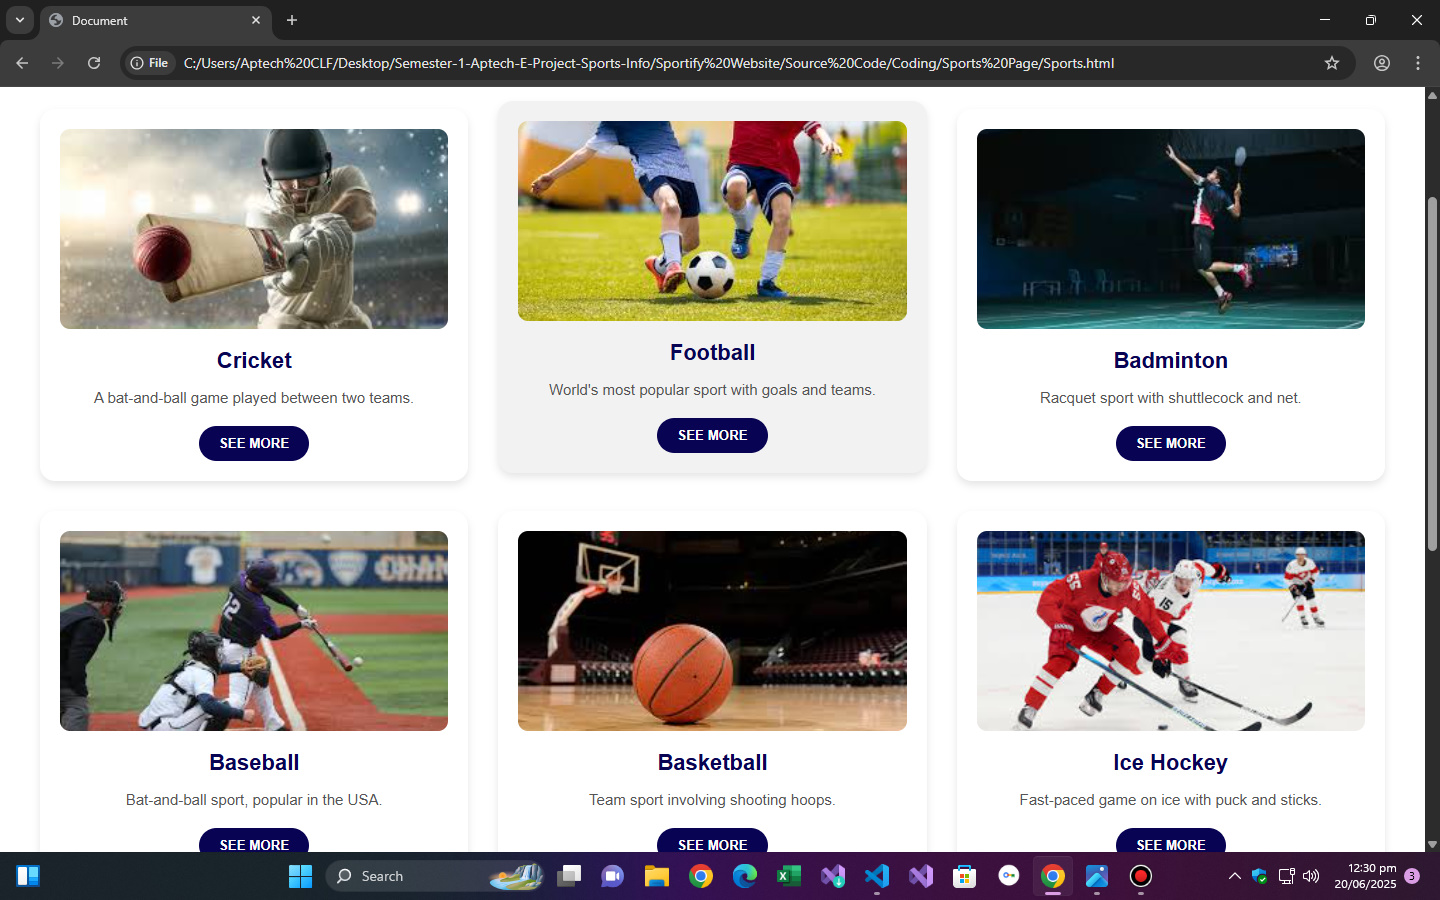 Document
File
C:/Users/Aptech%20CLF/Desktop/Semester-1-Aptech-E-Project-Sports-Info/Sportify%20Website/Source%20Code/Coding/Sports%20Page/Sports.html
Cricket
A bat-and-ball game played between two teams.
SEE MORE
Football
World's most popular sport with goals and teams.
SEE MORE
Badminton
Racquet sport with shuttlecock and net.
SEE MORE
Baseball
Bat-and-ball sport, popular in the USA.
SEE MORE
Basketball
Team sport involving shooting hoops.
SEE MORE
Ice Hockey
Fast-paced game on ice with puck and sticks.
SEE MORE
Search
12:30 pm
20/06/2025
3